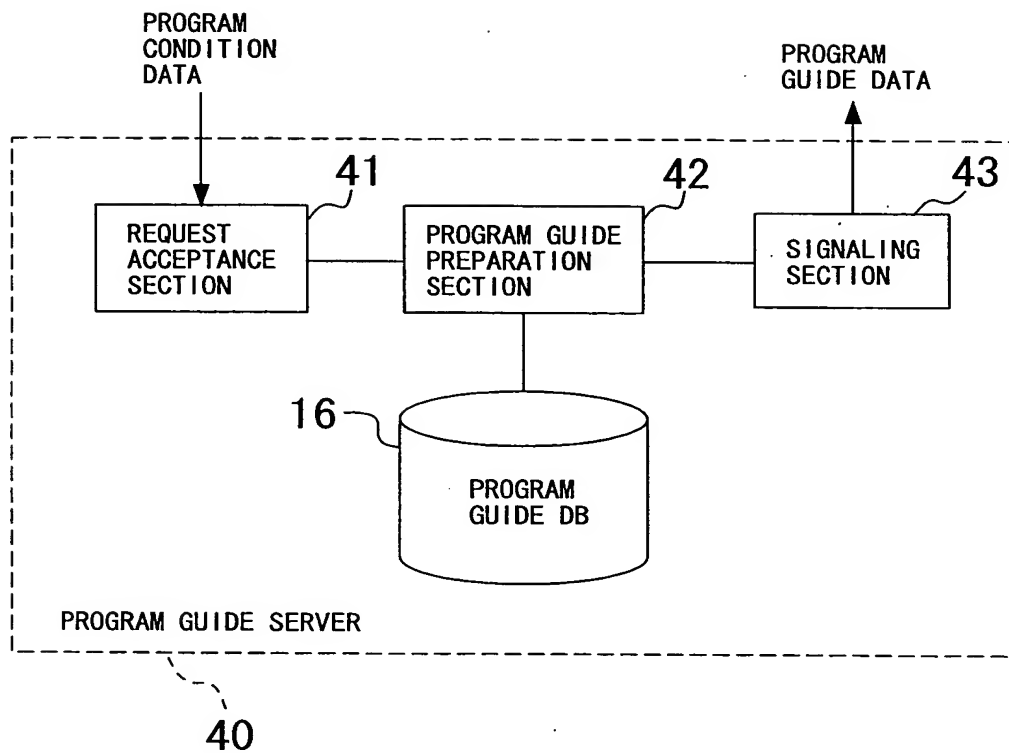 PROGRAM
CONDITION
DATA
PROGRAM
GUIDE DATA
41
42
43
REQUEST
ACCEPTANCE
SECTION
PROGRAM GUIDE
PREPARATION
SECTION
SIGNALING
SECTION
16
PROGRAM
GUIDE DB
PROGRAM GUIDE SERVER
40